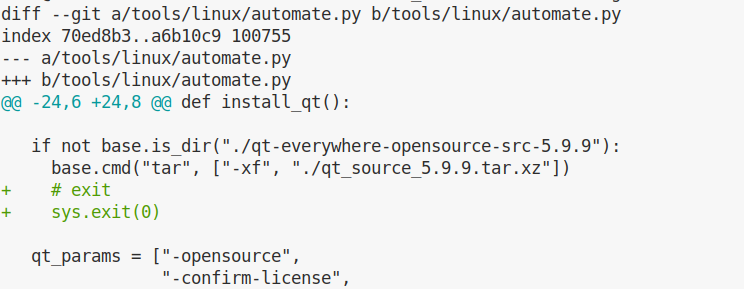 diff --git a/tools/linux/automate.py b/tools/linux/automate.py
index 70ed8b3..a6b10c9 100755
--- a/tools/linux/automate.py
+++ b/tools/linux/automate.py
@@ -24,6 +24,8 @@ def install_qt():

   if not base.is_dir("./qt-everywhere-opensource-src-5.9.9"):
     base.cmd("tar", ["-xf", "./qt_source_5.9.9.tar.xz"])
+    # exit
+    sys.exit(0)

   qt_params = ["-opensource",
                "-confirm-license",